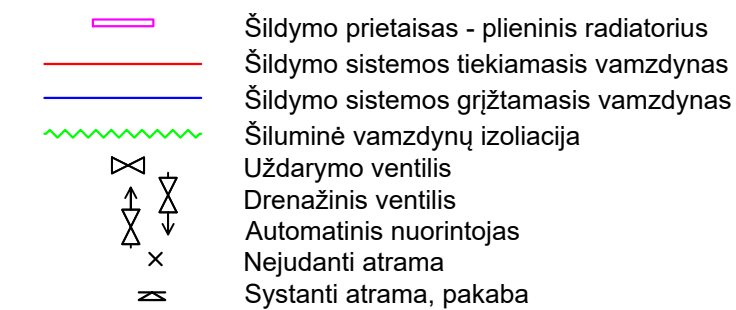 Šildymo prietaisas - plieninis radiatorius
Šildymo sistemos tiekiamasis vamzdynas
Šildymo sistemos grįžtamasis vamzdynas
Šiluminė vamzdynų izoliacija
Uždarymo ventilis
Drenažinis ventilis
Automatinis nuorintojas
Nejudanti atrama
Systanti atrama, pakaba